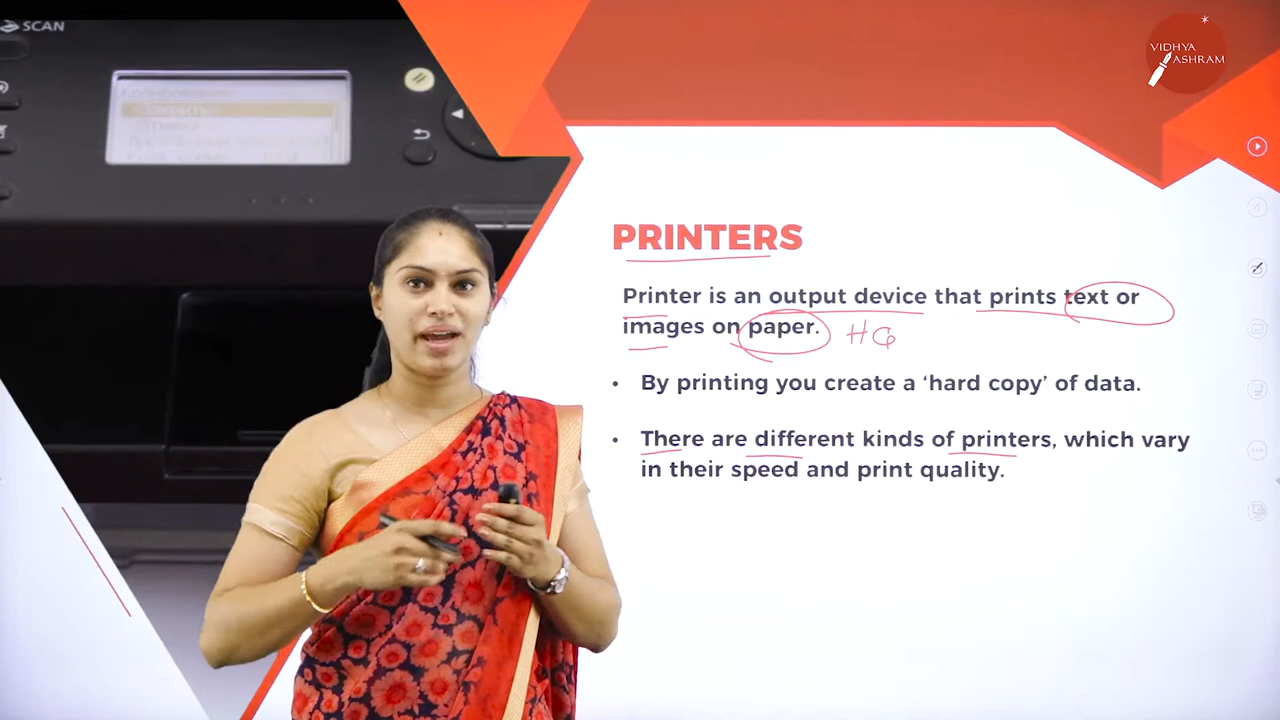 SCAN
VIDHYA
ASHRAM
PRINTERS
Printer is an output device that prints text or
images on paper.
• By printing you create a ‘hard copy’ of data.
• There are different kinds of printers, which vary
in their speed and print quality.